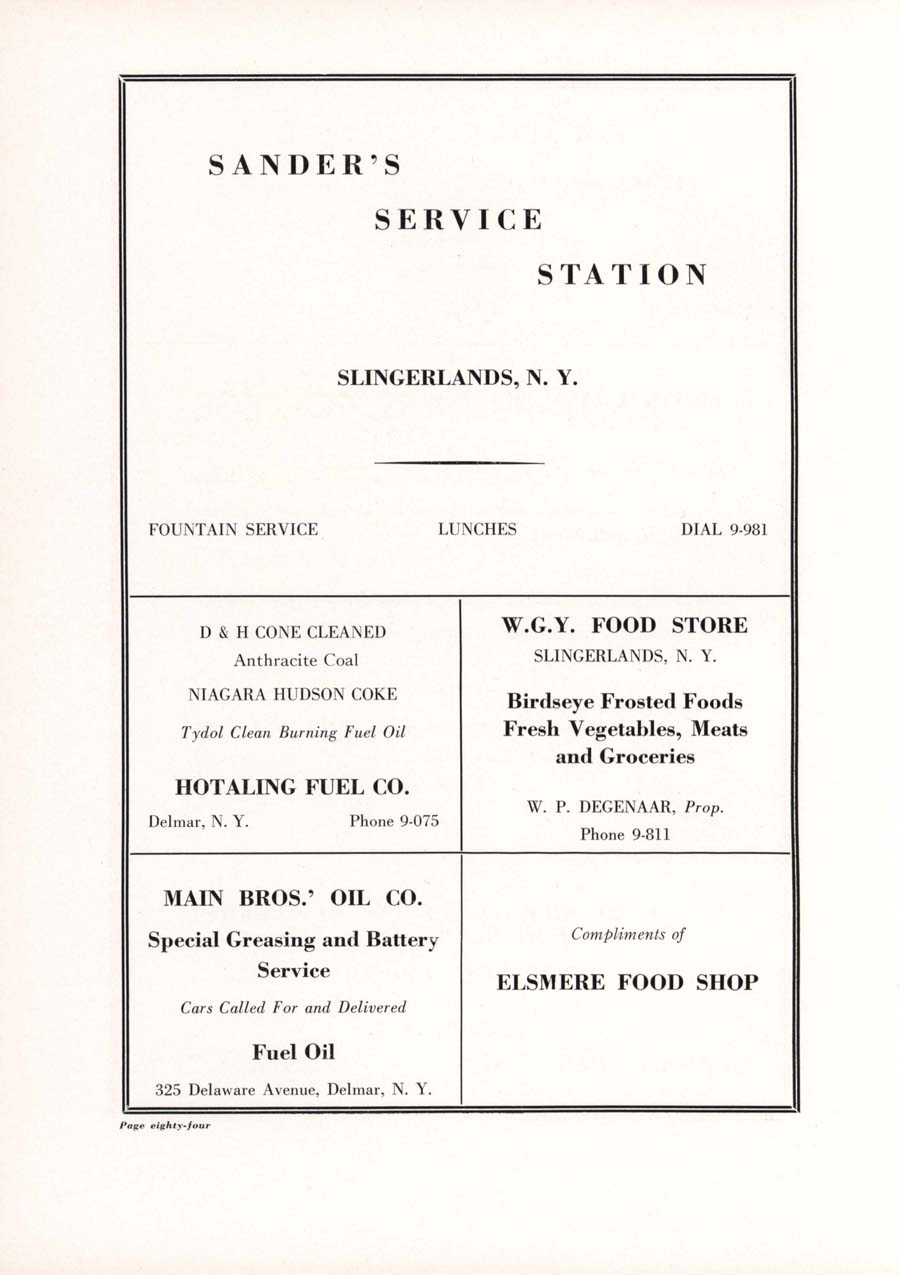 SANDER'S
SERVICE
STATION
SLINGERLANDS, N. Y.
FOUNTAIN SERVICE LUNCHES DIAL 9-981
D & H CONE CLEANED
Anthracite Coal
NIAGARA HUDSON COKE
Tydol Clean Burning Fuel Oil
HOTALING FUEL CO.
Delmar, N. Y. Phone 9-075
W.G.Y. FOOD STORE
SLINGERLANDS, N. Y.
Birdseye Frosted Foods
Fresh Vegetables, Meats
and Groceries
W. P. DEGENAAR, Prop.
Phone 9-811
MAIN BROS.' OIL CO.
Special Greasing and Battery
Service
Cars Called For and Delivered
Fuel Oil
325 Delaware Avenue, Delmar, N. Y.
Compliments of
ELSMERE FOOD SHOP
Page eighty-four